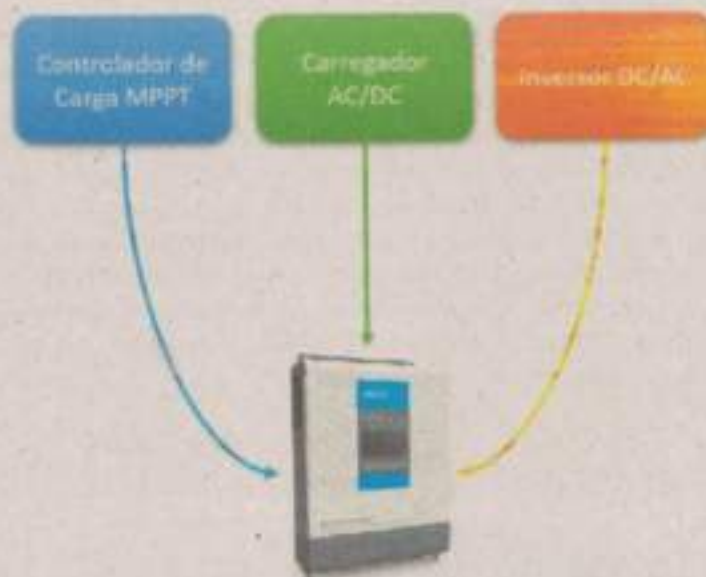 Controlador de
Carga MPPT
Carregador
AC/DC
Inversor DC/AC